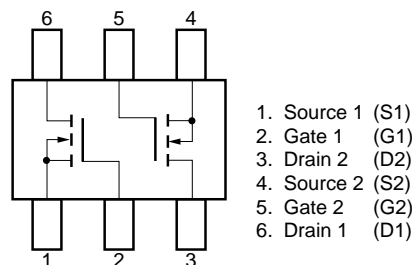 6 5 4
1. Source 1 (S1)
2. Gate 1 (G1)
3. Drain 2 (D2)
4. Source 2 (S2)
5. Gate 2 (G2)
6. Drain 1 (D1)
1 2 3